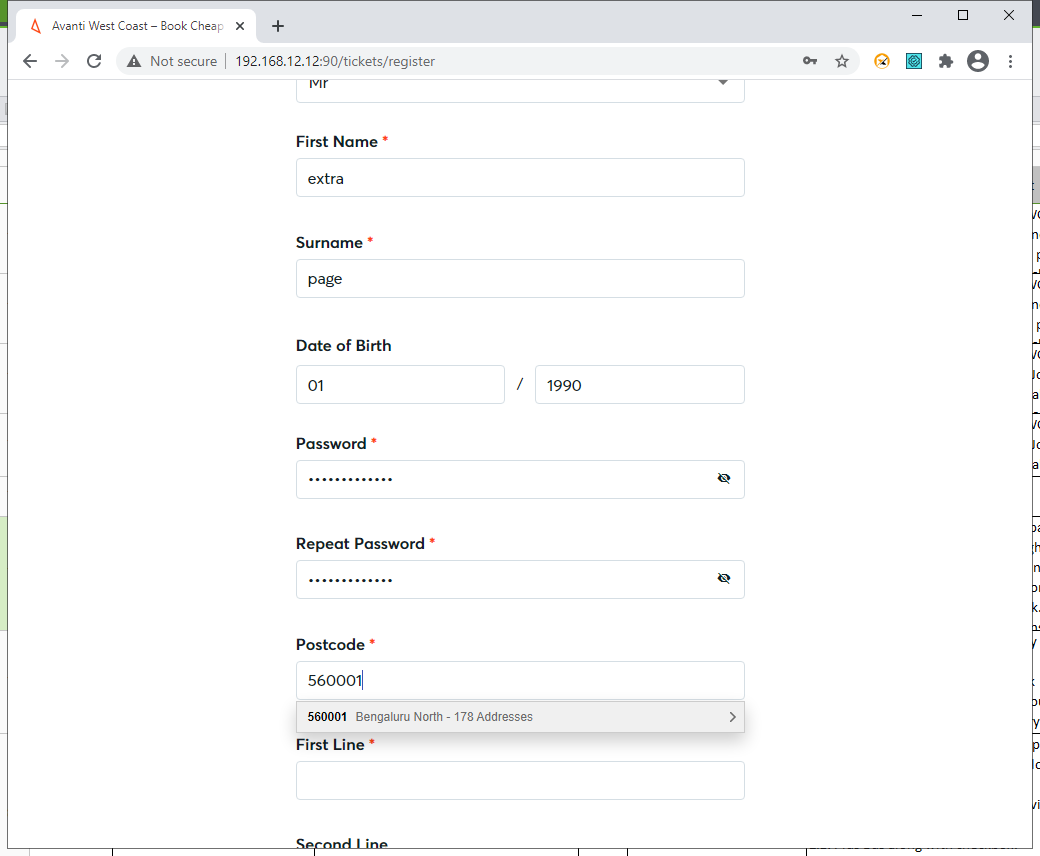 Avanti West Coast – Book Cheap
Not secure 192.168.12.12:90/tickets/register
Mr
First Name *
extra
Surname *
page
Date of Birth
01 / 1990
Password *
•••••••••••••
Repeat Password *
•••••••••••••
Postcode *
560001
560001 Bengaluru North - 178 Addresses
First Line *
Second Line